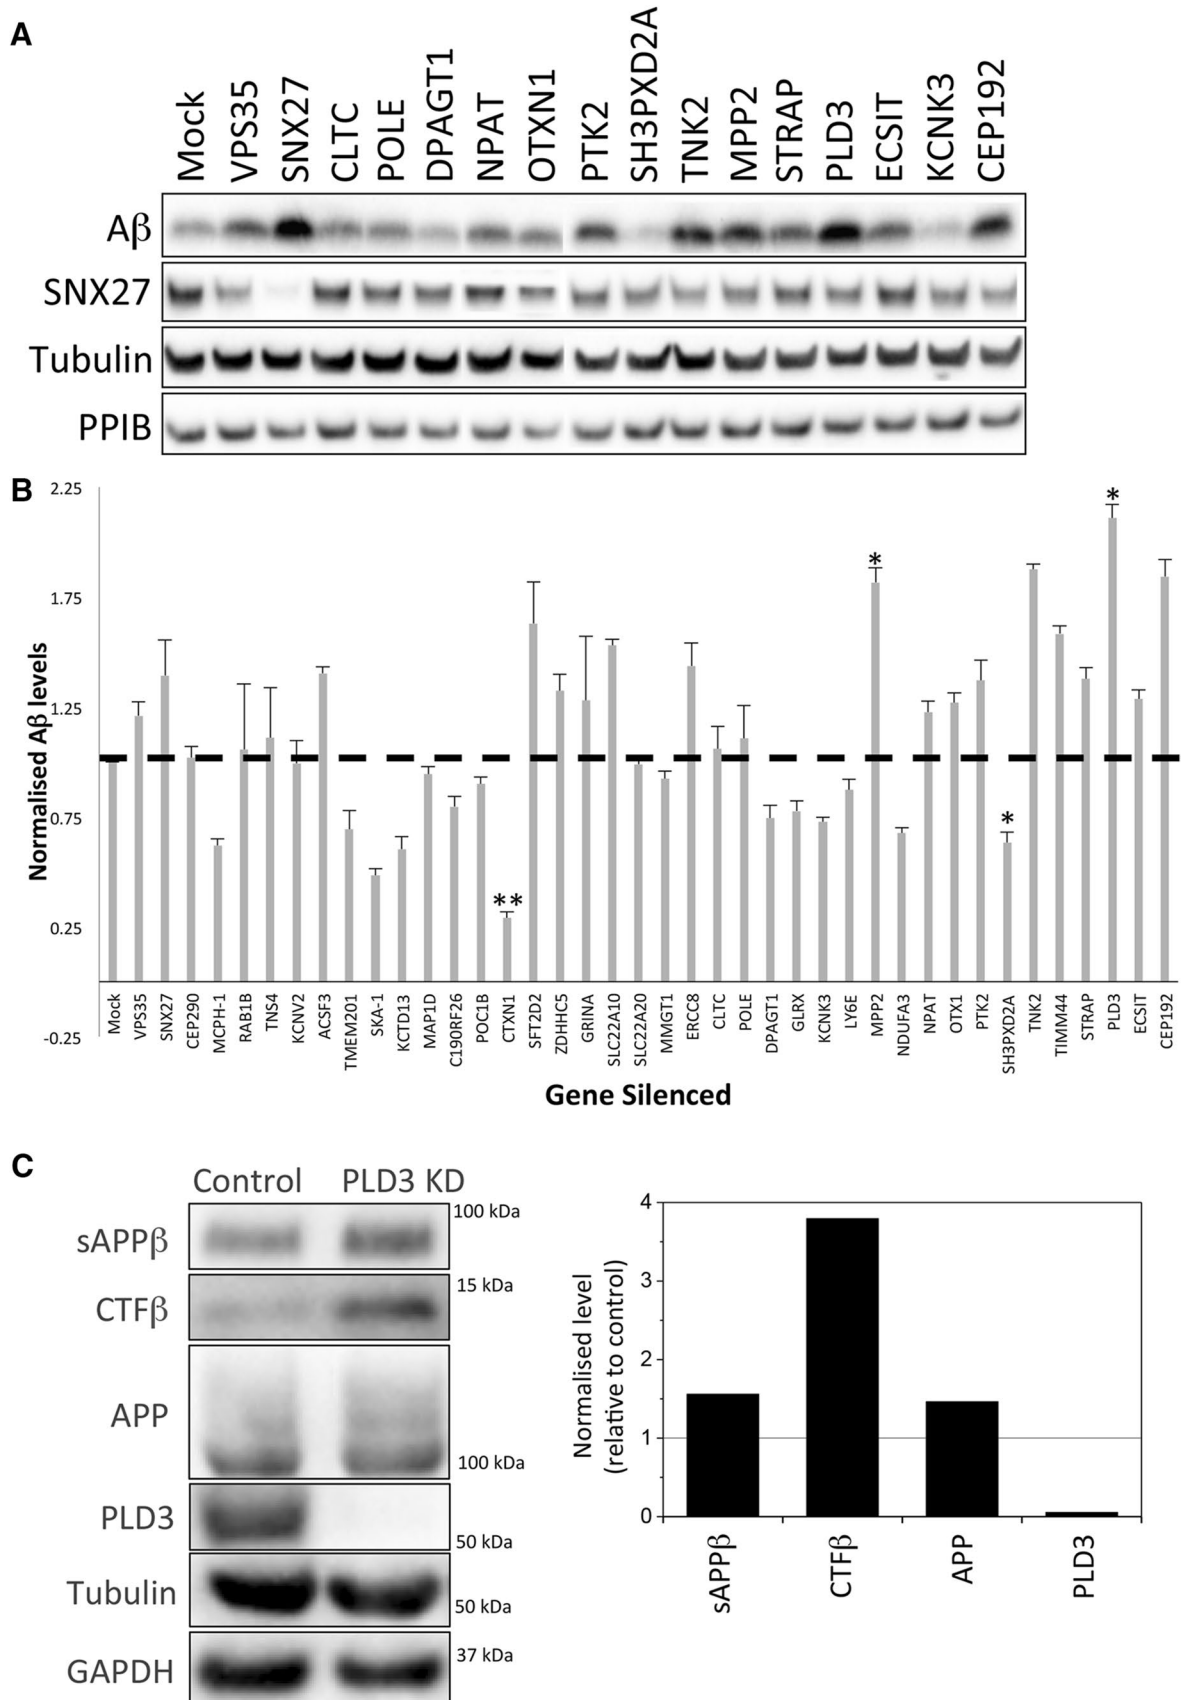 A
Mock
VPS35
SNX27
CLTC
POLE
DPAGT1
NPAT
OTXN1
PTK2
SH3PXD2A
TNK2
MPP2
STRAP
PLD3
ECSIT
KCNK3
CEP192
Aβ
SNX27
Tubulin
PPIB
B
2.25
1.75
1.25
0.75
0.25
-0.25
Normalised Aβ levels
*
*
**
*
Mock
VPS35
SNX27
CEP290
MCPH-1
RAB1B
TNS4
KCNV2
ACSF3
TMEM201
SKA-1
KCTD13
MAP1D
C190RF26
POC1B
CTXN1
SFT2D2
ZDHHC5
GRINA
SLC22A10
SLC22A20
MMGT1
ERCC8
CLTC
POLE
DPAGT1
GLRX
KCNK3
LY6E
MPP2
NDUFA3
NPAT
OTX1
PTK2
SH3PXD2A
TNK2
TIMM44
STRAP
PLD3
ECSIT
CEP192
Gene Silenced
C
Control PLD3 KD
sAPPβ
100 kDa
CTFβ
15 kDa
APP
100 kDa
PLD3
50 kDa
Tubulin
50 kDa
GAPDH
37 kDa
Normalised level
(relative to control)
4
3
2
1
0
sAPPβ
CTFβ
APP
PLD3